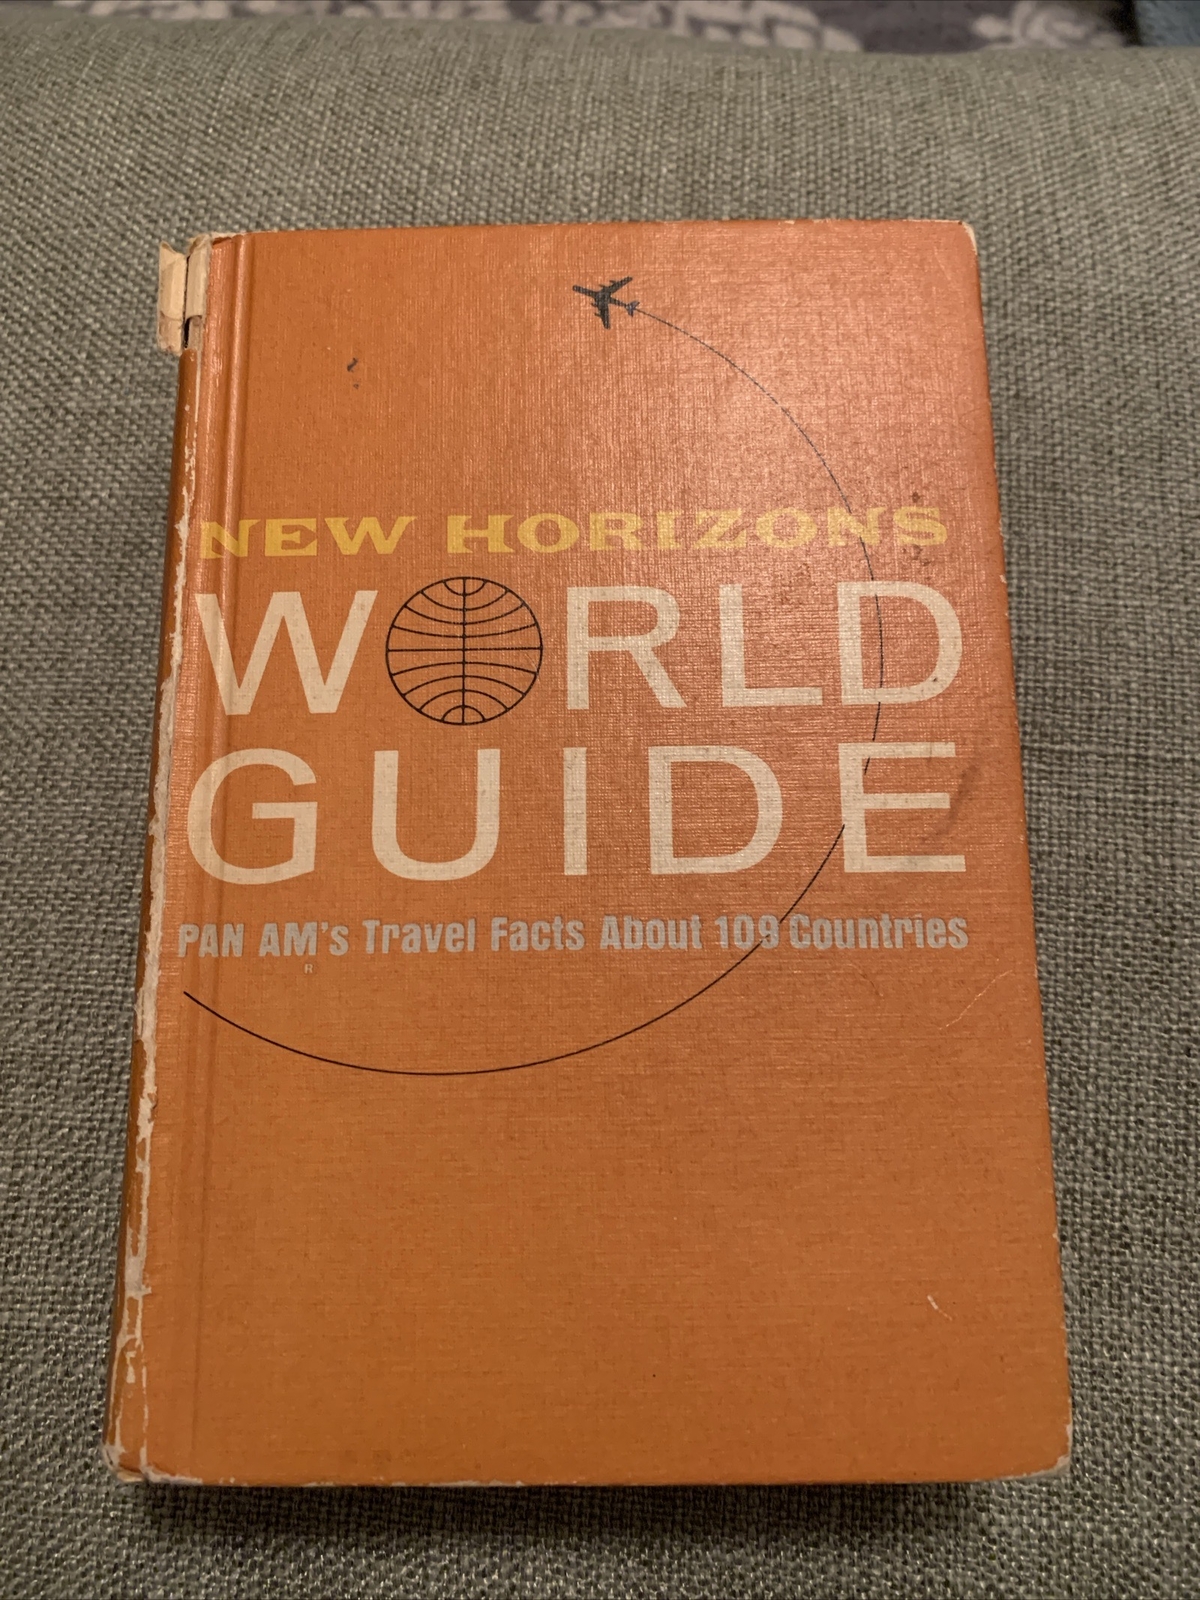 NEW HORIZONS
WORLD
GUIDE
PAN AM's Travel Facts About 109 Countries
R